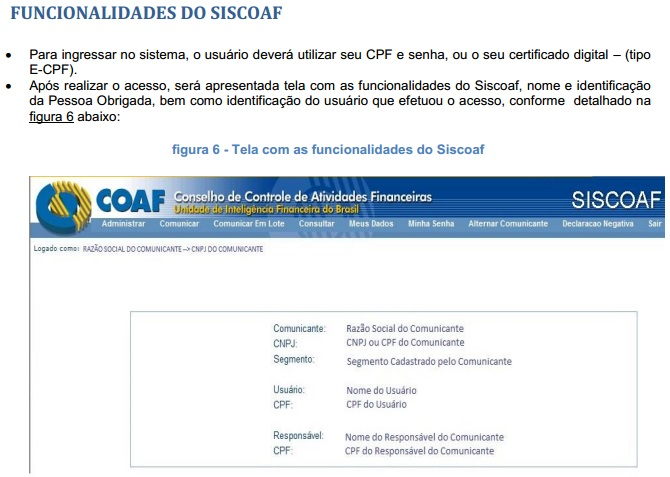 FUNCIONALIDADES DO SISCOAF
• Para ingressar no sistema, o usuário deverá utilizar seu CPF e senha, ou o seu certificado digital – (tipo
E-CPF).
• Após realizar o acesso, será apresentada tela com as funcionalidades do Siscoaf, nome e identificação
da Pessoa Obrigada, bem como identificação do usuário que efetuou o acesso, conforme detalhado na
figura 6 abaixo:
figura 6 - Tela com as funcionalidades do Siscoaf
COAF Conselho de Controle de Atividades Financeiras
Unidade de Inteligência Financeira do Brasil
SISCOAF
Administrar Comunicar Comunicar Em Lote Consultar Meus Dados Minha Senha Alternar Comunicante Declaracao Negativa Sair
Logado como: RAZÃO SOCIAL DO COMUNICANTE --> CNPJ DO COMUNICANTE
Comunicante: Razão Social do Comunicante
CNPJ: CNPJ ou CPF do Comunicante
Segmento: Segmento Cadastrado pelo Comunicante
Usuário: Nome do Usuário
CPF: CPF do Usuário
Responsável: Nome do Responsável do Comunicante
CPF: CPF do Responsável do Comunicante